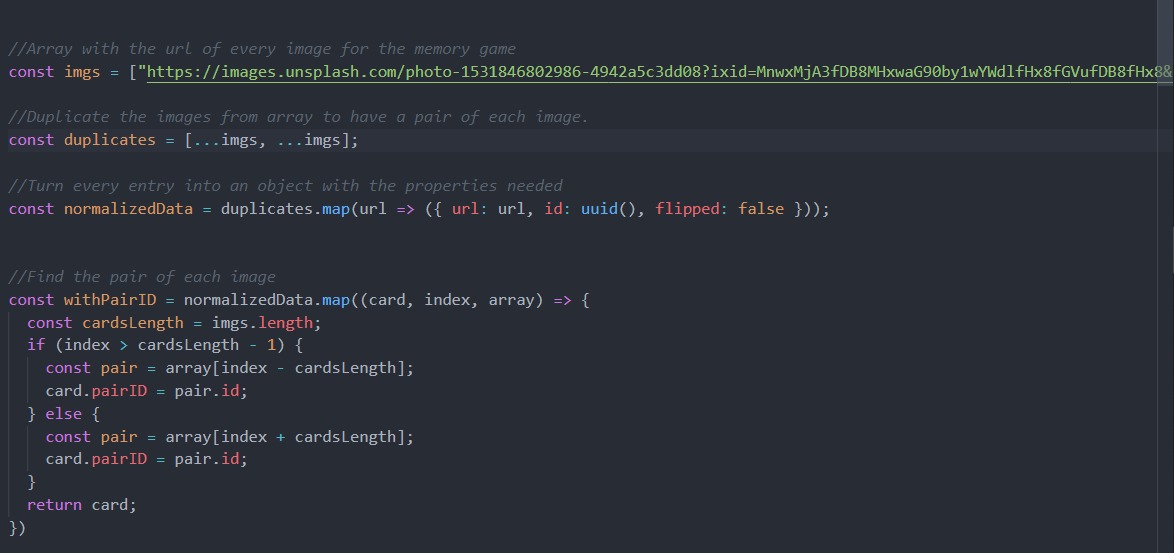 //Array with the url of every image for the memory game
const imgs = ["https://images.unsplash.com/photo-1531846802986-4942a5c3dd08?ixid=MnwxMjA3fDB8MHxwaG90by1wYWdlfHx8fGVufDB8fHx8&
//Duplicate the images from array to have a pair of each image.
const duplicates = [...imgs, ...imgs];
//Turn every entry into an object with the properties needed
const normalizedData = duplicates.map(url => ({ url: url, id: uuid(), flipped: false }));
//Find the pair of each image
const withPairID = normalizedData.map((card, index, array) => {
  const cardsLength = imgs.length;
  if (index > cardsLength - 1) {
    const pair = array[index - cardsLength];
    card.pairID = pair.id;
  } else {
    const pair = array[index + cardsLength];
    card.pairID = pair.id;
  }
  return card;
})